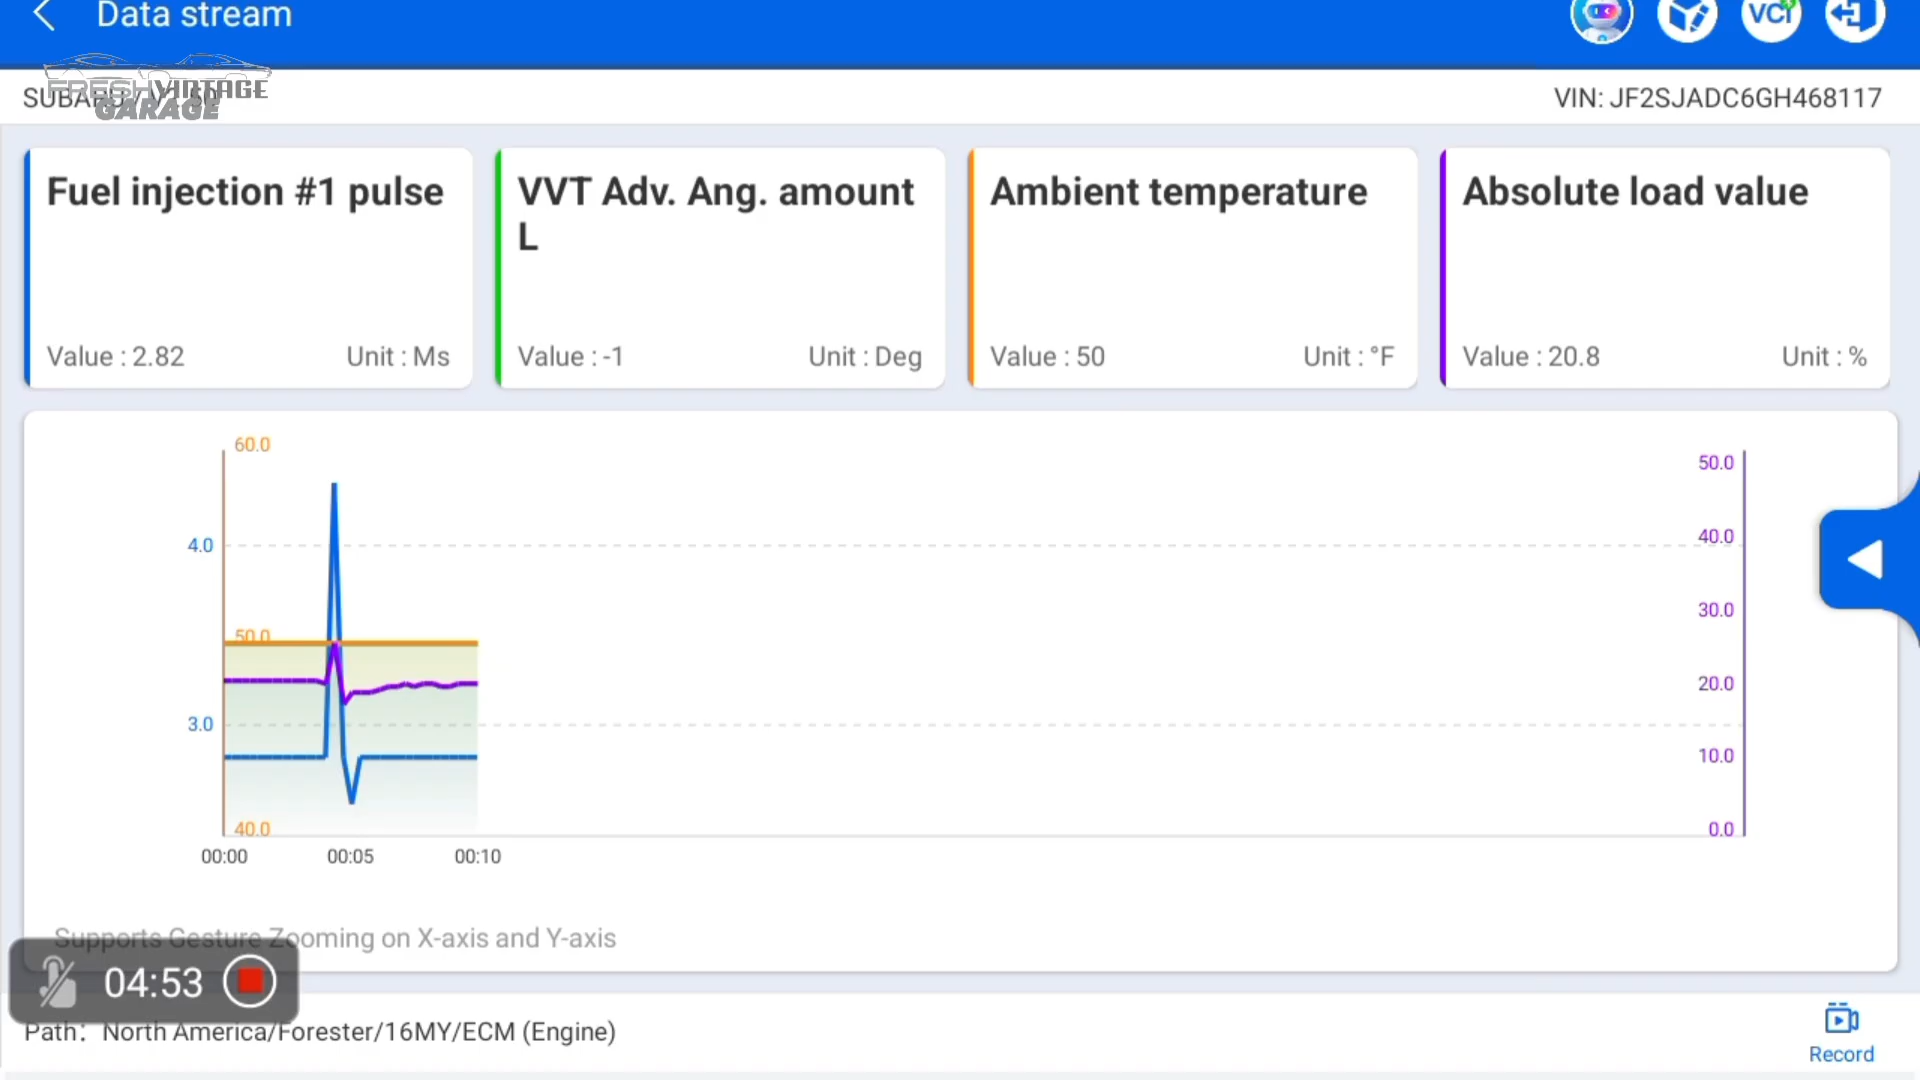 Data stream
VCI
FRESH VINTAGE
GARAGE
SUBARU
VIN: JF2SJADC6GH468117
Fuel injection #1 pulse
Value : 2.82 Unit : Ms
VVT Adv. Ang. amount
L
Value : -1 Unit : Deg
Ambient temperature
Value : 50 Unit : °F
Absolute load value
Value : 20.8 Unit : %
60.0
50.0
40.0
4.0
3.0
50.0
40.0
30.0
20.0
10.0
0.0
00:00 00:05 00:10
Supports Gesture Zooming on X-axis and Y-axis
04:53
Path: North America/Forester/16MY/ECM (Engine)
Record